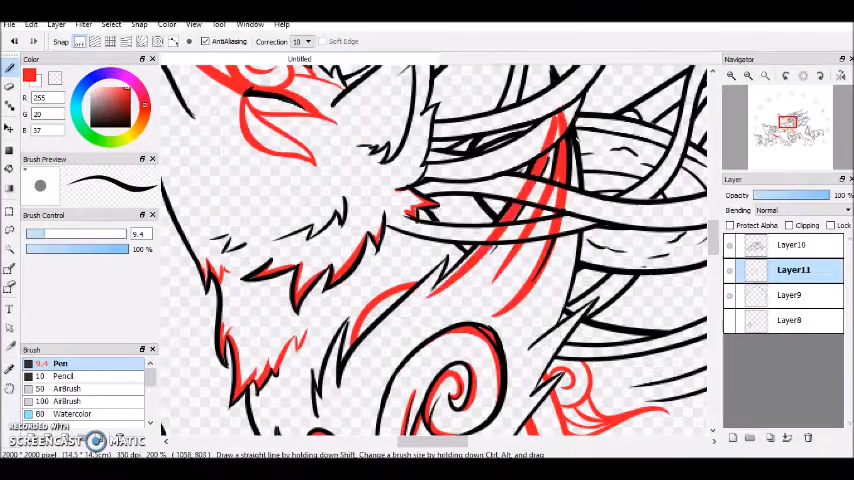 File Edit Layer Select Snap Color View Tool Window Help
Snap AntiAliasing Correction 10 Soft Edge
Color
Untitled
Navigator
R 255
G 20
B 37
Brush Preview
Layer
Opacity 100 %
Blending Normal
Brush Control
Protect Alpha Clipping Lock
9.4
Layer10
100 %
Layer11
Layer9
Layer8
Brush
9.4 Pen
10 Pencil
50 AirBrush
100 AirBrush
80 Watercolor
RECORDED WITH
SCREENCAST MATIC
2000 * 2000 pixel (14.5 * 14.5cm) 350 dpi 200 % ( 1058, 803 ) Draw a straight line by holding down Shift, Change a brush size by holding down Ctrl, Alt, and drag